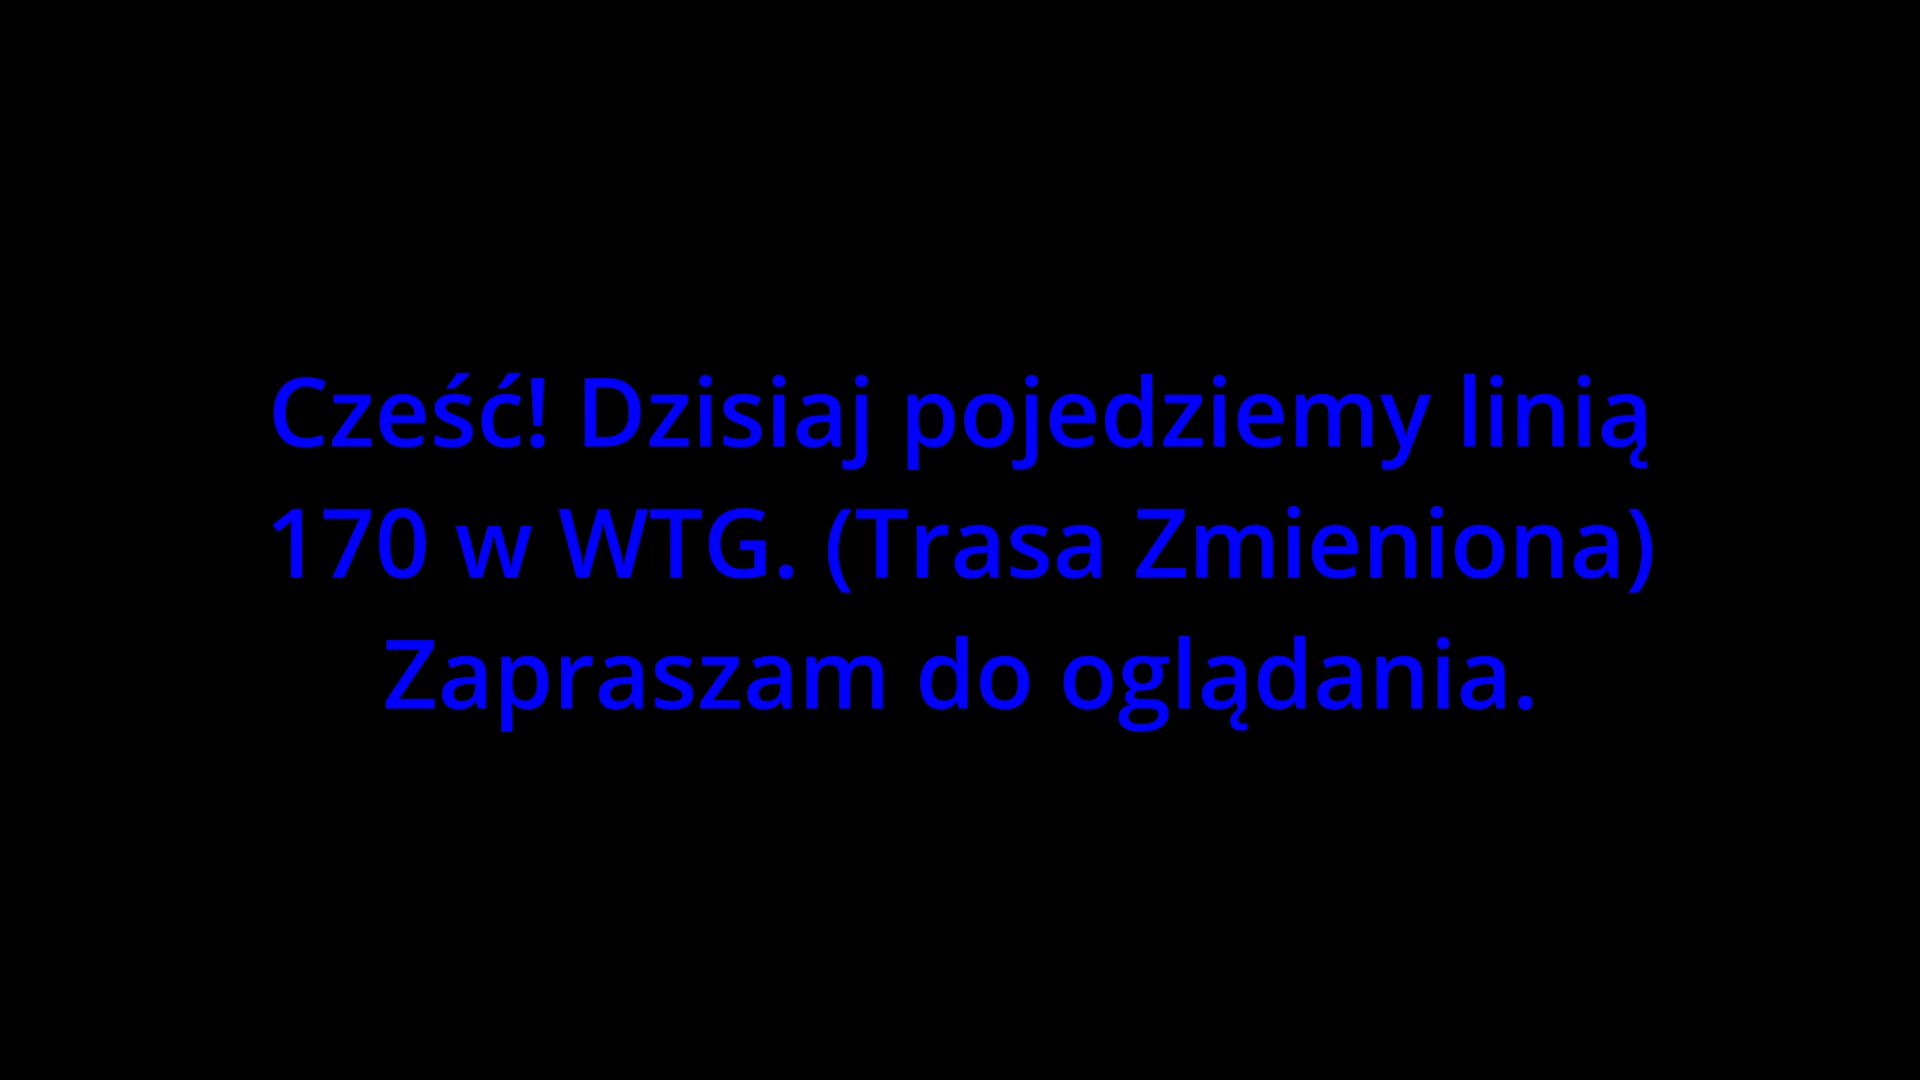 Cześć! Dzisiaj pojedziemy linią
170 w WTG. (Trasa Zmieniona)
Zapraszam do oglądania.